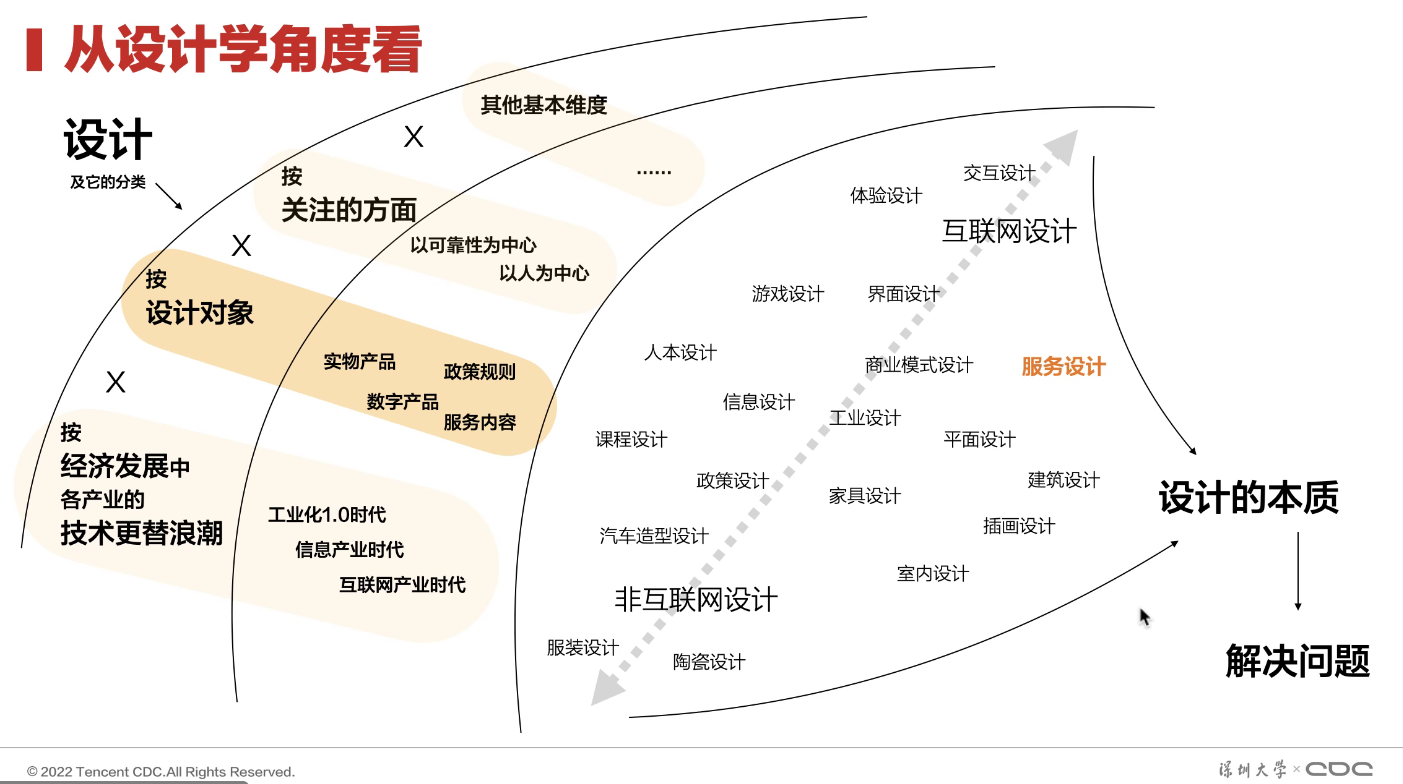 从设计学角度看
设计
及它的分类
其他基本维度
……
X
按
关注的方面
以可靠性为中心
以人为中心
X
按
设计对象
实物产品
政策规则
数字产品
服务内容
X
按
经济发展中
各产业的
技术更替浪潮
工业化1.0时代
信息产业时代
互联网产业时代
交互设计
体验设计
互联网设计
游戏设计
界面设计
人本设计
商业模式设计
服务设计
信息设计
工业设计
课程设计
平面设计
政策设计
家具设计
建筑设计
汽车造型设计
插画设计
室内设计
非互联网设计
服装设计
陶瓷设计
设计的本质
解决问题
© 2022 Tencent CDC.All Rights Reserved.
深圳大学 × CDC